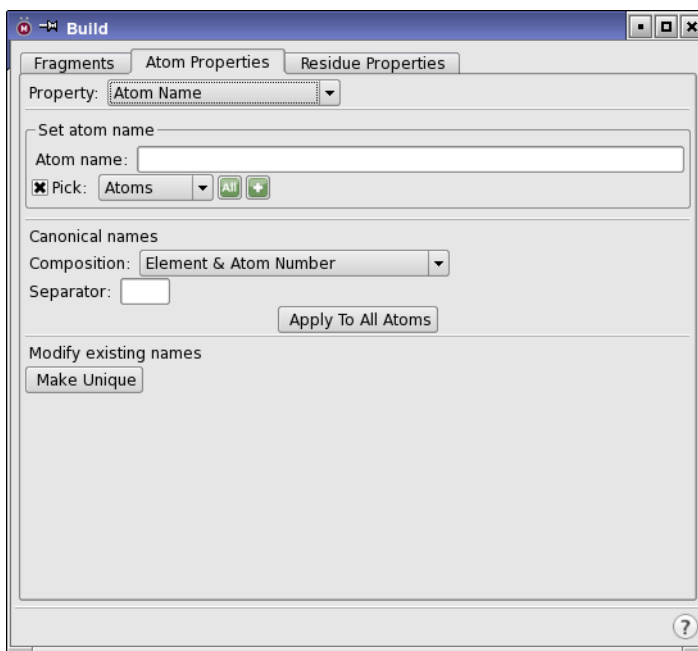 Build
Fragments Atom Properties Residue Properties
Property: Atom Name
Set atom name
Atom name:
Pick: Atoms All +
Canonical names
Composition: Element & Atom Number
Separator:
Apply To All Atoms
Modify existing names
Make Unique
?